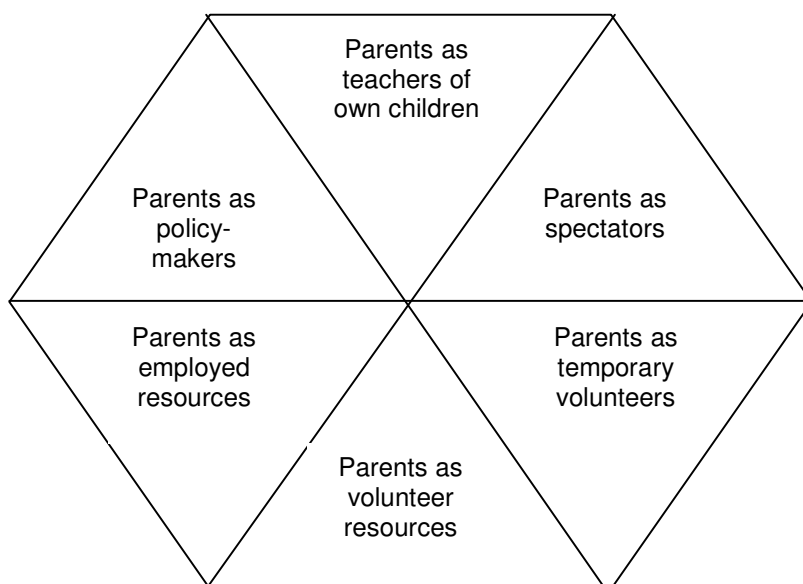 Parents as
teachers of
own children
Parents as
policy-
makers
Parents as
spectators
Parents as
employed
resources
Parents as
temporary
volunteers
Parents as
volunteer
resources